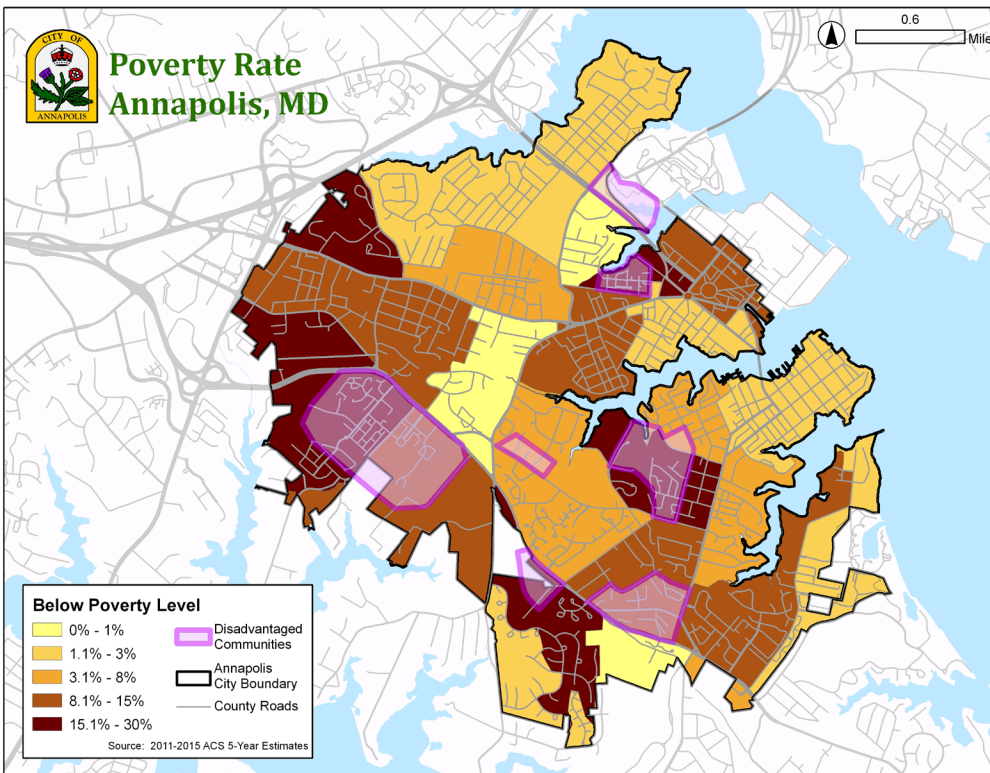 CITY OF
ANNAPOLIS
Poverty Rate
Annapolis, MD
0.6
Mile
Below Poverty Level
0% - 1%
1.1% - 3%
3.1% - 8%
8.1% - 15%
15.1% - 30%
Disadvantaged
Communities
Annapolis
City Boundary
County Roads
Source: 2011-2015 ACS 5-Year Estimates